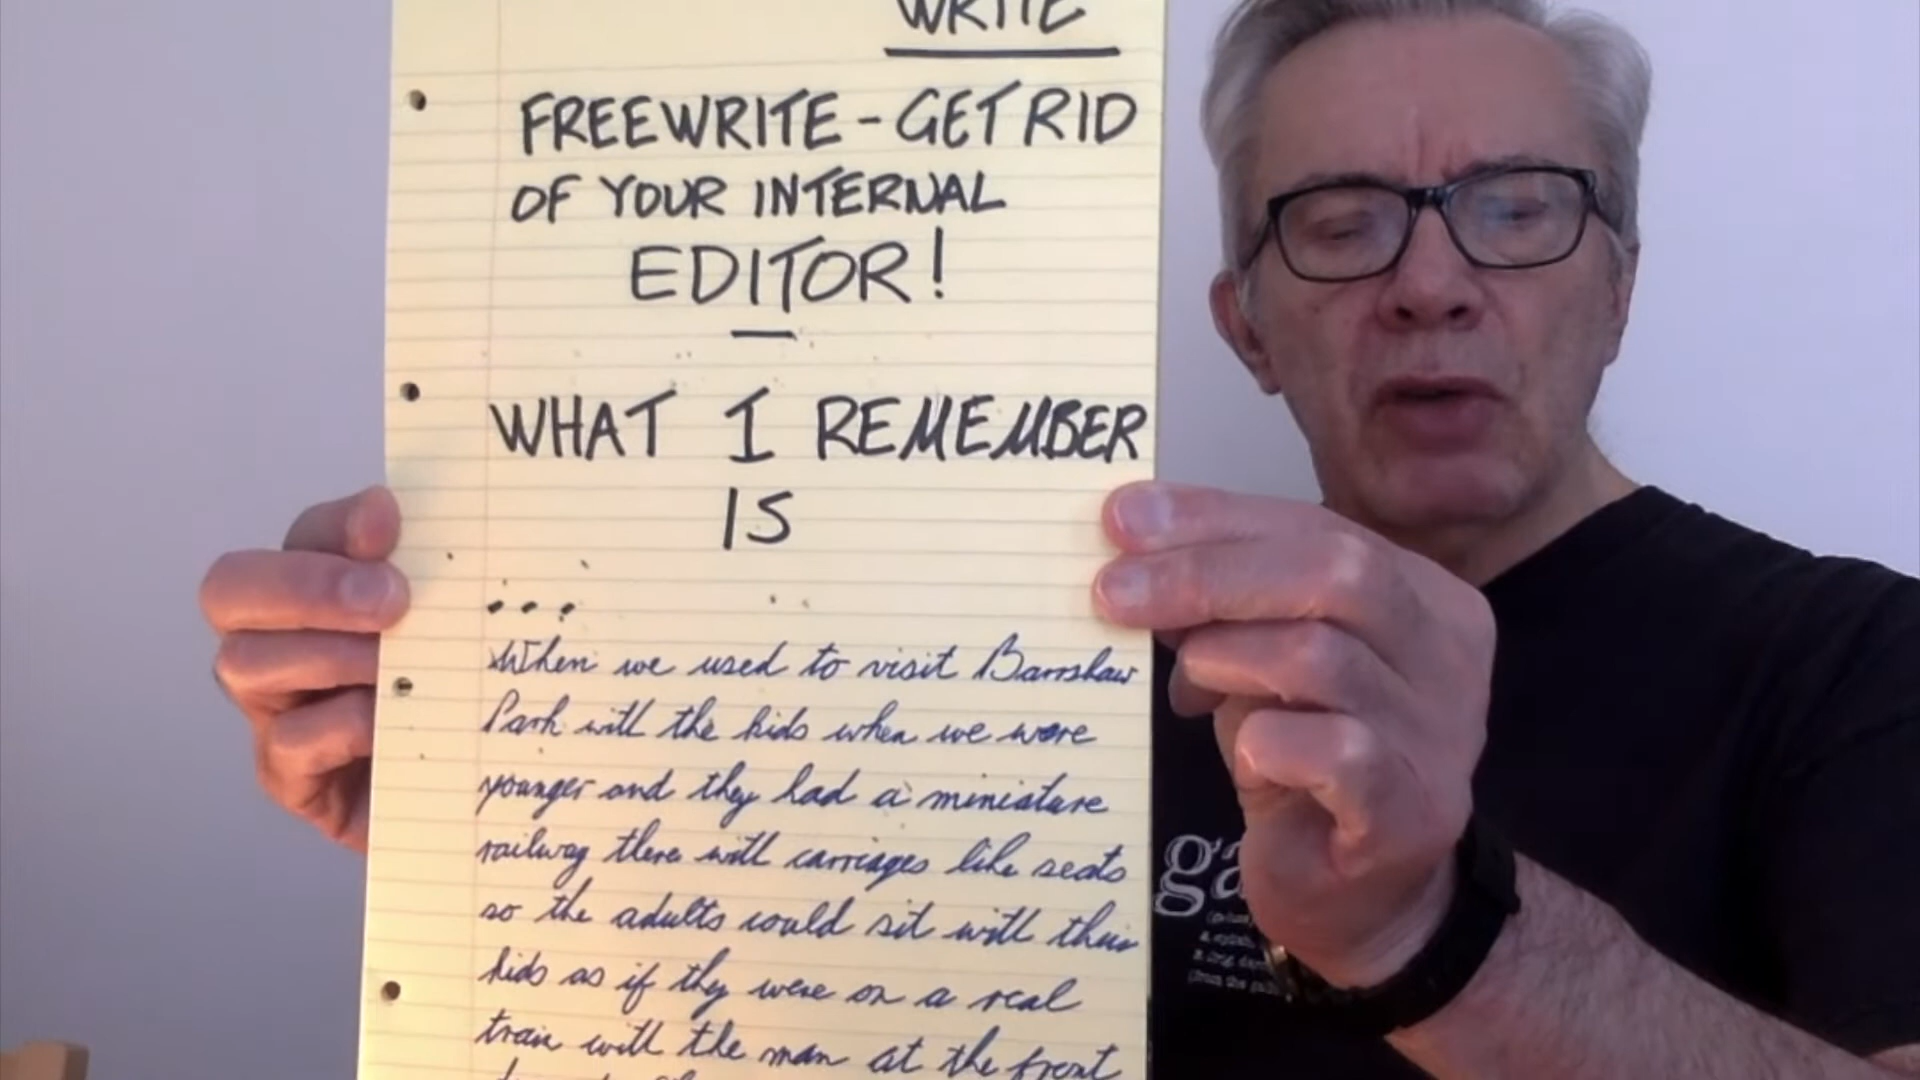 WRITE
FREEWRITE - GET RID
OF YOUR INTERNAL
EDITOR!
WHAT I REMEMBER
IS
...
When we used to visit Barrshaw
Park with the kids when we were
younger and they had a miniature
railway there with carriages like seats
so the adults could sit with their
kids as if they were on a real
train with the man at the front
ga